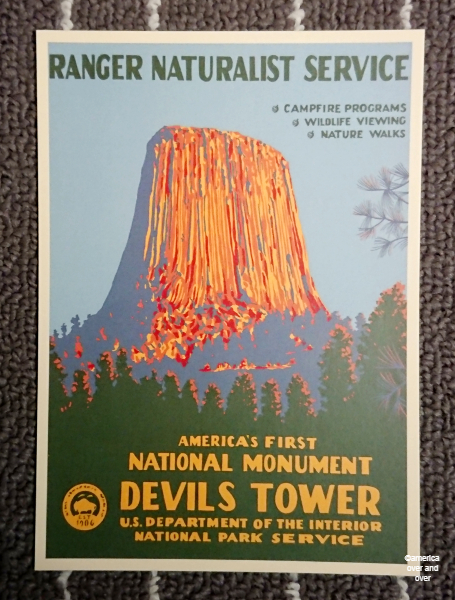 RANGER NATURALIST SERVICE
CAMPFIRE PROGRAMS
WILDLIFE VIEWING
NATURE WALKS
AMERICA'S FIRST
NATIONAL MONUMENT
DEVILS TOWER
U.S. DEPARTMENT OF THE INTERIOR
NATIONAL PARK SERVICE
EST
1906
©america
over and
over